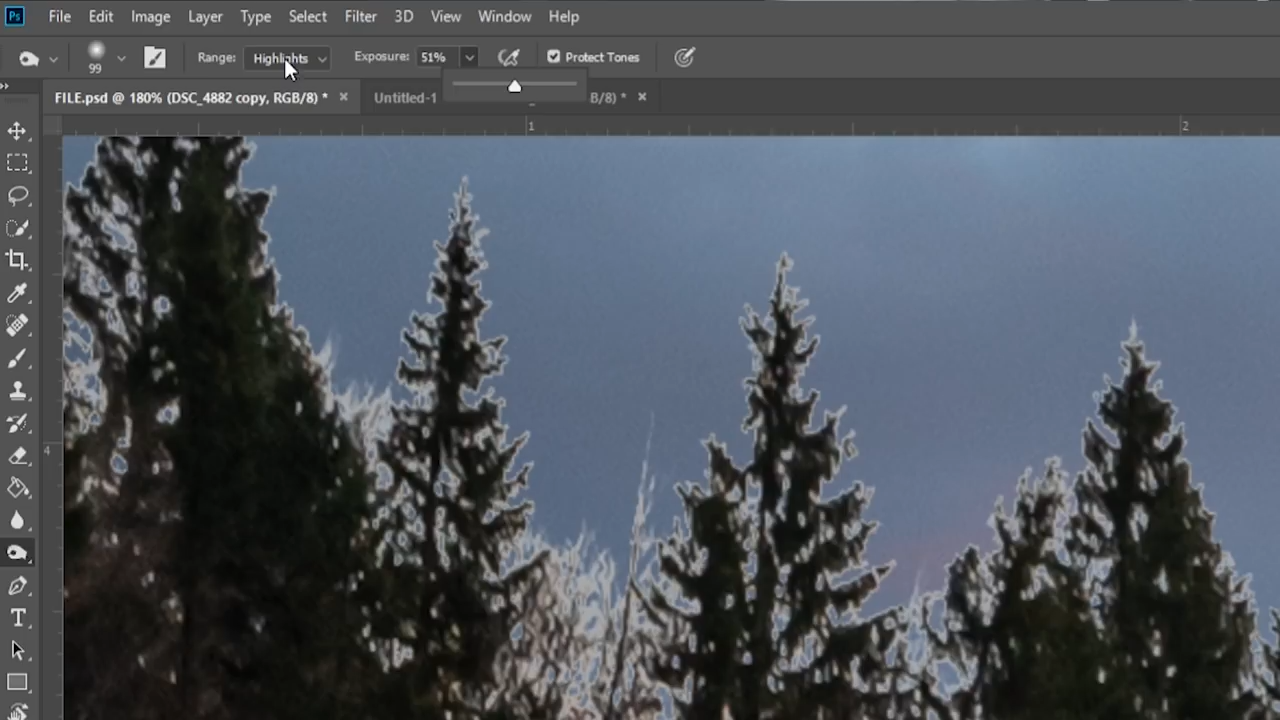 Ps File Edit Image Layer Type Select Filter 3D View Window Help
99 Range: Highlights Exposure: 51% Protect Tones
FILE.psd @ 180% (DSC_4882 copy, RGB/8) * × Untitled-1 B/8) * ×
1 2
4
T